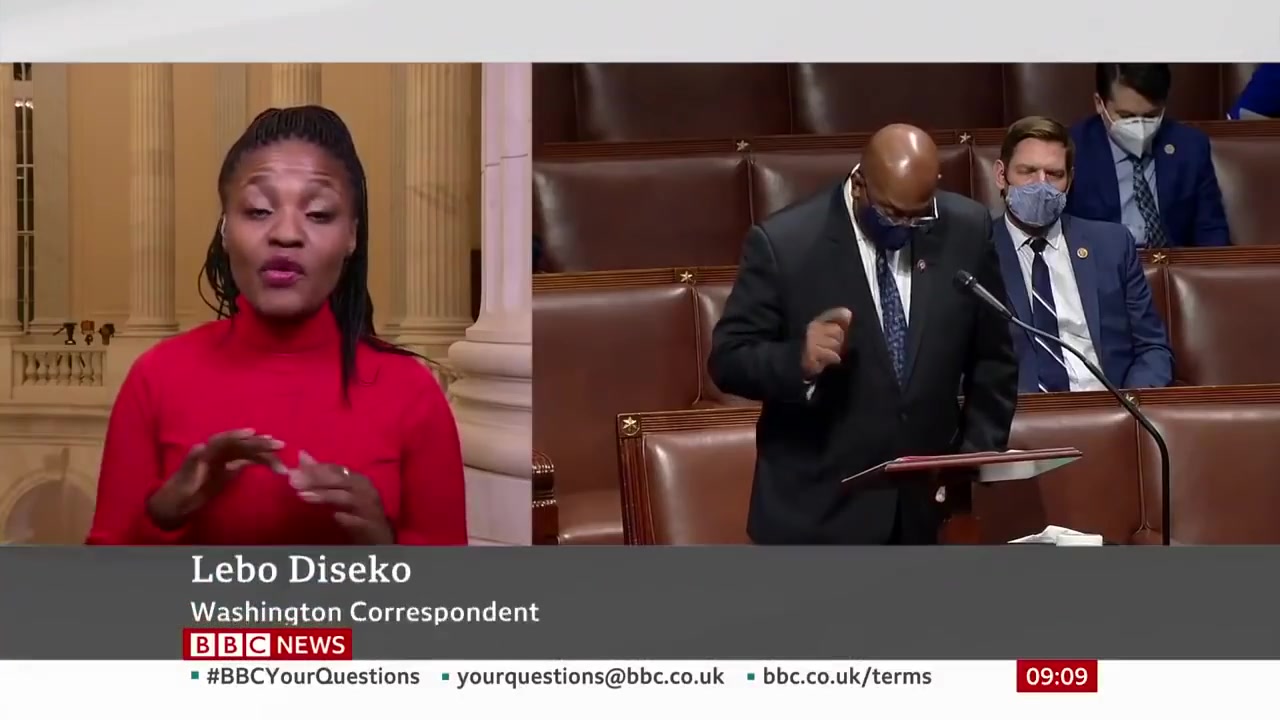 Lebo Diseko
Washington Correspondent
BBC NEWS
#BBCYourQuestions yourquestions@bbc.co.uk bbc.co.uk/terms 09:09